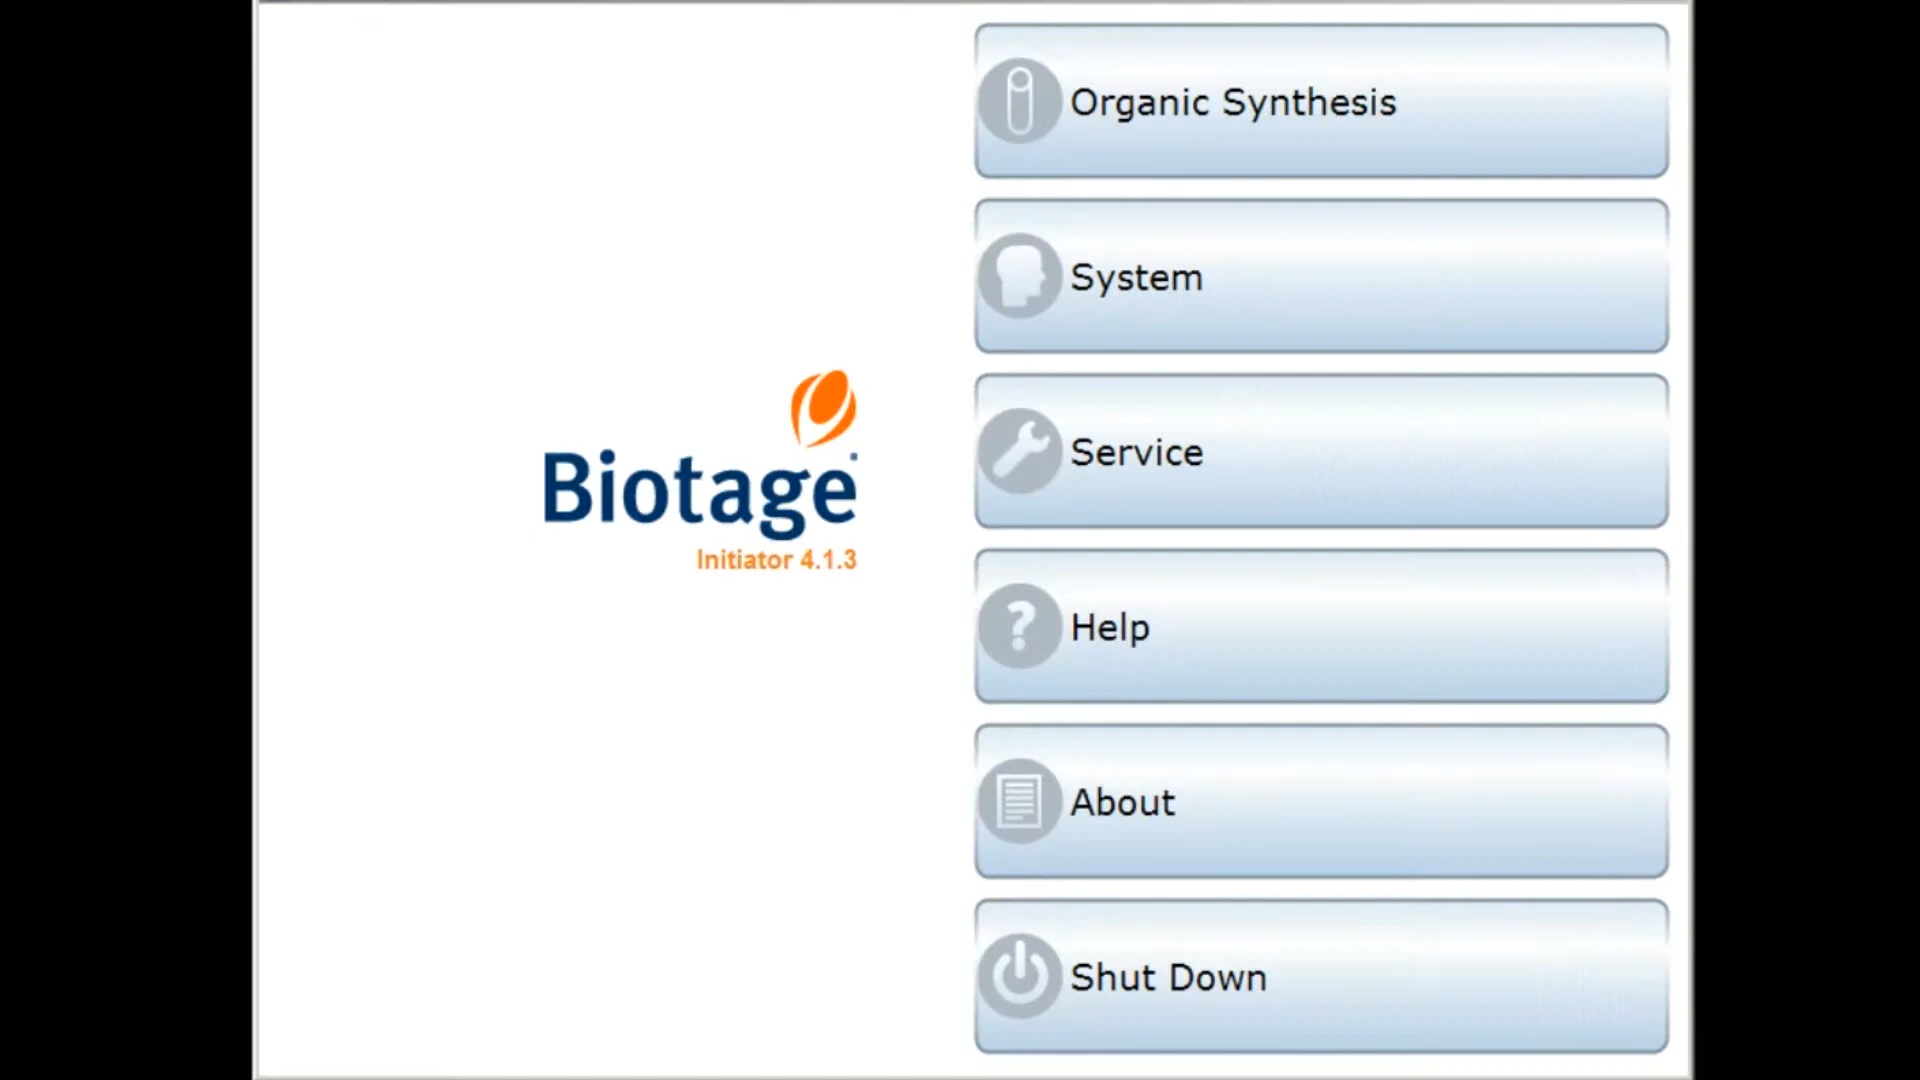 Organic Synthesis
System
Service
Biotage
Initiator 4.1.3
Help
About
Shut Down